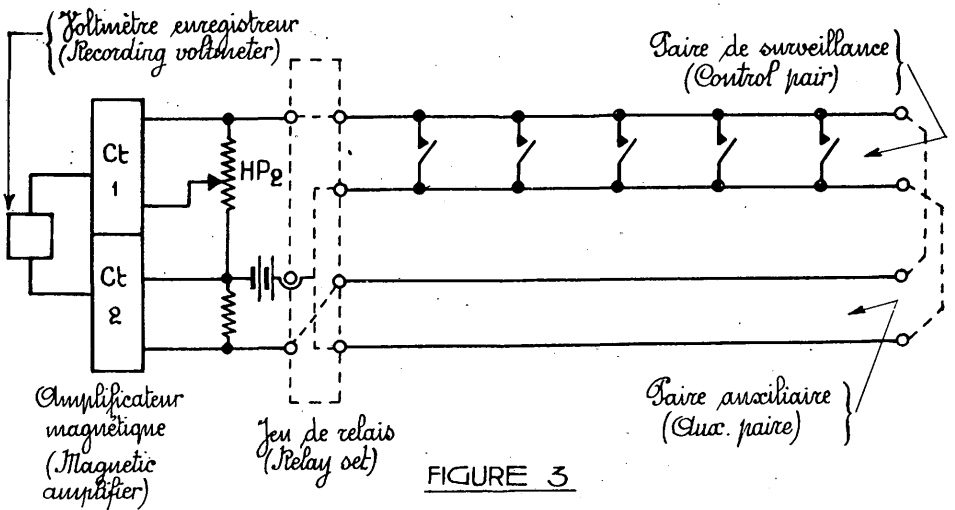 Voltmètre enregistreur
(Recording voltmeter)
Paire de surveillance
(Control pair)
Ct
1
HP2
Ct
2
Amplificateur
magnétique
(Magnetic
amplifier)
Jeu de relais
(Relay set)
Paire auxiliaire
(Aux. paire)
FIGURE 3